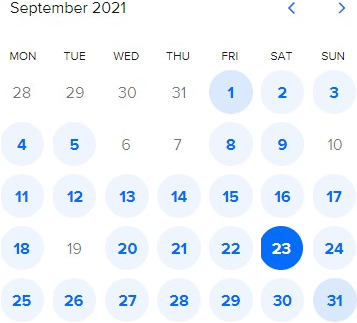 September 2021
MON TUE WED THU FRI SAT SUN
28 29 30 31 1 2 3
4 5 6 7 8 9 10
11 12 13 14 15 16 17
18 19 20 21 22 23 24
25 26 27 28 29 30 31